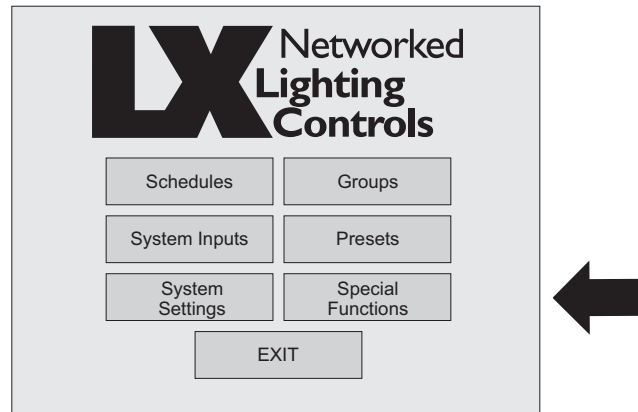 LX Networked
Lighting
Controls
Schedules
Groups
System Inputs
Presets
System
Settings
Special
Functions
EXIT